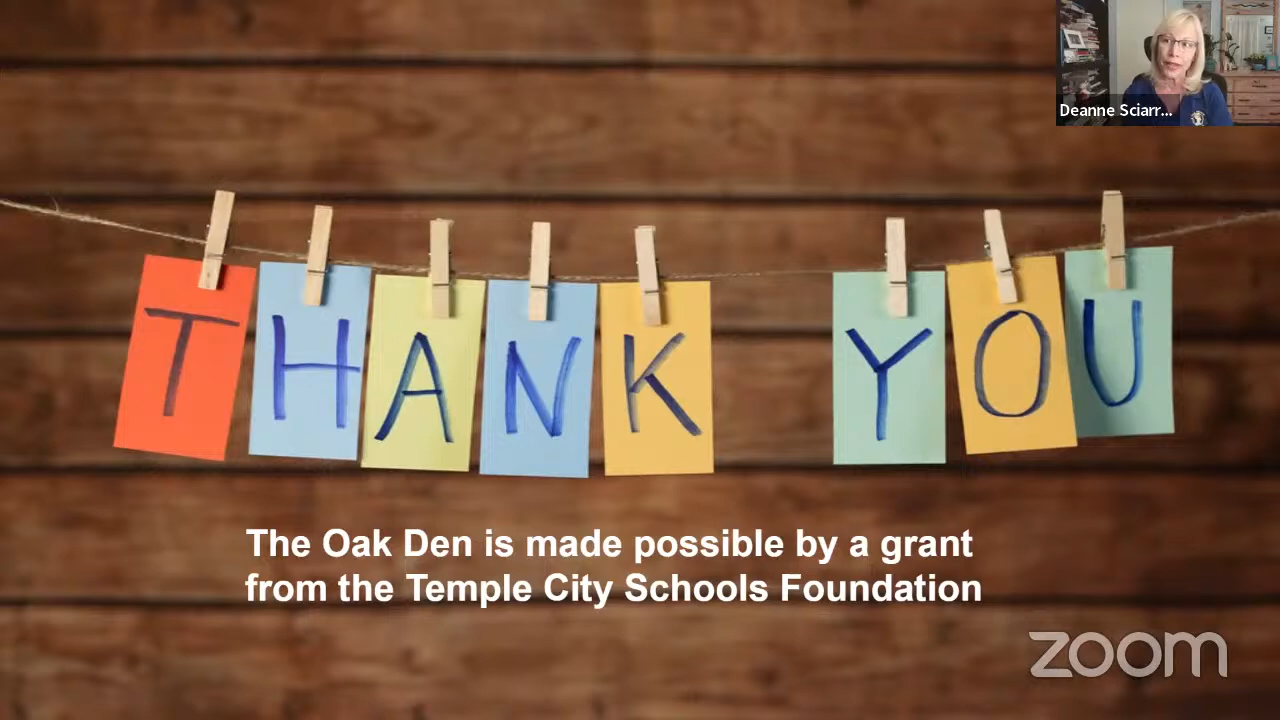 Deanne Sciarr...
THANK YOU
The Oak Den is made possible by a grant
from the Temple City Schools Foundation
zoom